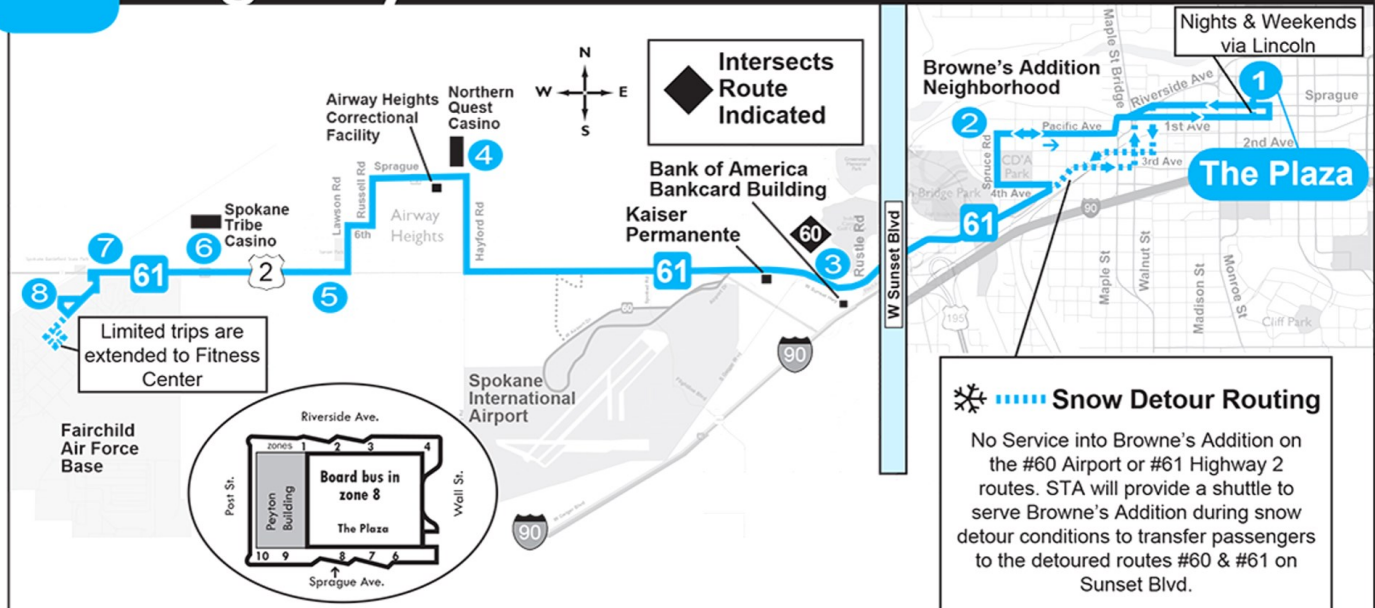 Nights & Weekends
via Lincoln
Intersects
Route
Indicated
N
W
E
S
Browne's Addition
Neighborhood
Maple St Bridge
Riverside Ave
1
Sprague
2
Pacific Ave
1st Ave
2nd Ave
3rd Ave
CD'A
Park
Spruce Rd
4th Ave
The Plaza
61
90
Maple St
Walnut St
Madison St
Monroe St
Cliff Park
195
Airway Heights
Correctional
Facility
Northern
Quest
Casino
4
Sprague
Lawson Rd
Russell Rd
6th
Airway
Heights
Hayford Rd
Bank of America
Bankcard Building
Kaiser
Permanente
60
3
Rustle Rd
W Sunset Blvd
Spokane
Tribe
Casino
6
7
61
2
5
61
8
Limited trips are
extended to Fitness
Center
90
Spokane
International
Airport
90
Fairchild
Air Force
Base
Riverside Ave.
zones 1 2 3 4
Post St.
Peyton
Building
Board bus in
zone 8
The Plaza
Wall St.
10 9 8 7 6
Sprague Ave.
Snow Detour Routing
No Service into Browne's Addition on
the #60 Airport or #61 Highway 2
routes. STA will provide a shuttle to
serve Browne's Addition during snow
detour conditions to transfer passengers
to the detoured routes #60 & #61 on
Sunset Blvd.